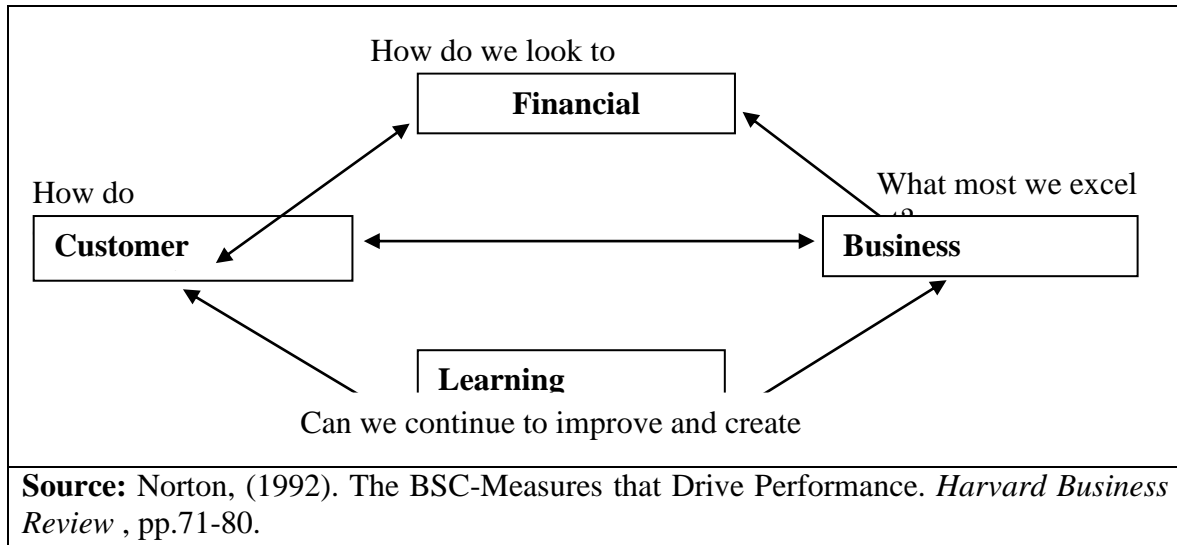 How do we look to
Financial
How do
What most we excel
Customer
Business
Learning
Can we continue to improve and create
Source: Norton, (1992). The BSC-Measures that Drive Performance. Harvard Business
Review , pp.71-80.